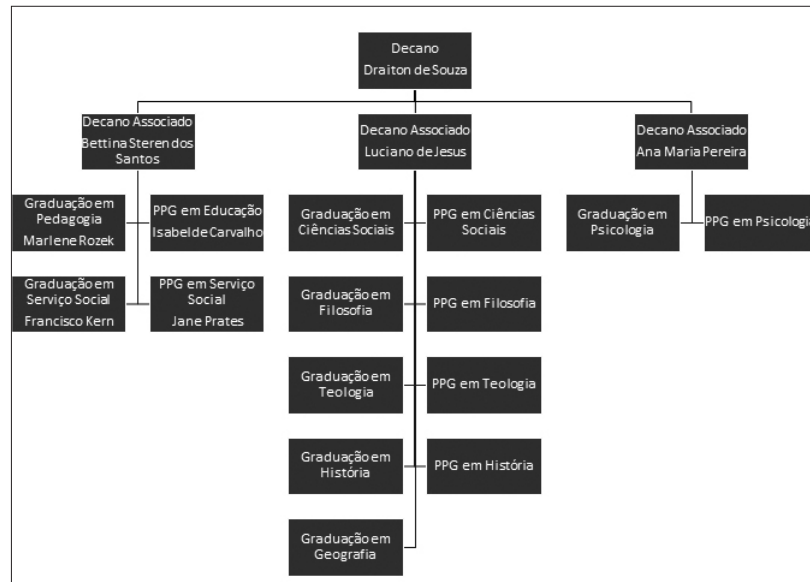 Decano
Draiton de Souza
Decano Associado
Bettina Steren dos
Santos
Decano Associado
Luciano de Jesus
Decano Associado
Ana Maria Pereira
Graduação em
Pedagogia
Marlene Rozek
PPG em Educação
Isabel de Carvalho
Graduação em
Ciências Sociais
PPG em Ciências
Sociais
Graduação em
Psicologia
PPG em Psicologia
Graduação em
Serviço Social
Francisco Kern
PPG em Serviço
Social
Jane Prates
Graduação em
Filosofia
PPG em Filosofia
Graduação em
Teologia
PPG em Teologia
Graduação em
História
PPG em História
Graduação em
Geografia